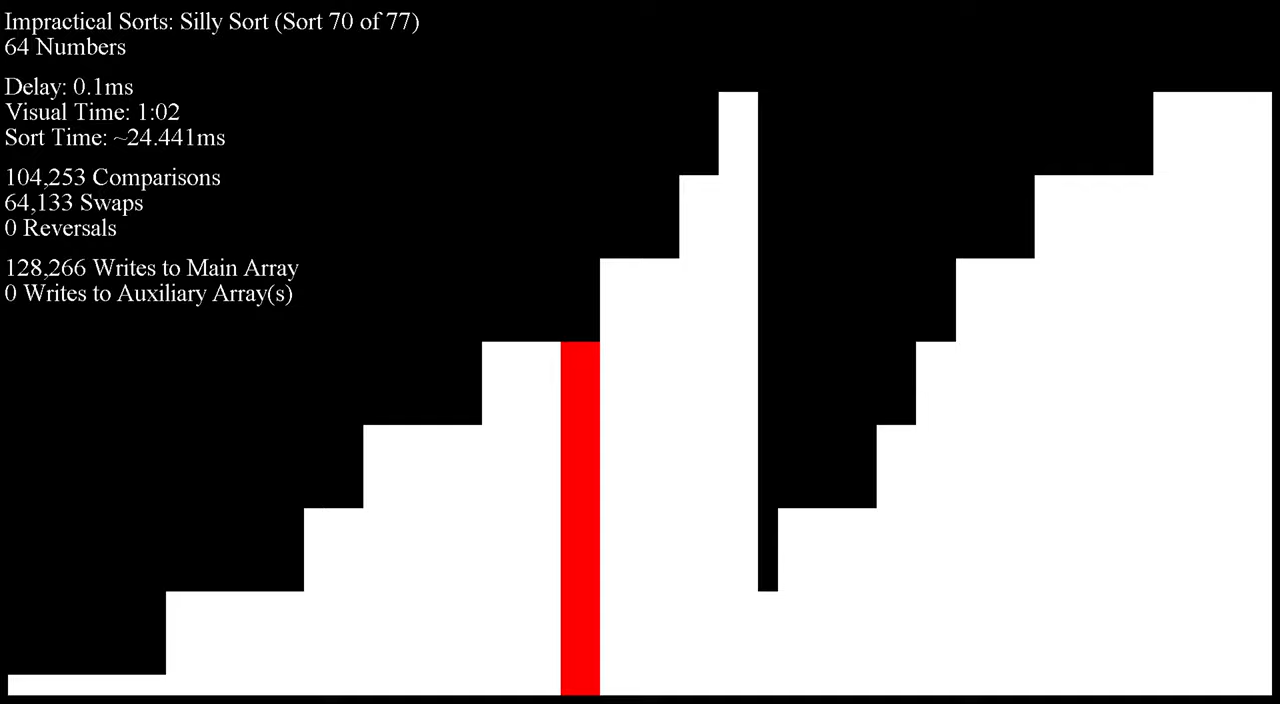 Impractical Sorts: Silly Sort (Sort 70 of 77)
64 Numbers
Delay: 0.1ms
Visual Time: 1:02
Sort Time: ~24.441ms
104,253 Comparisons
64,133 Swaps
0 Reversals
128,266 Writes to Main Array
0 Writes to Auxiliary Array(s)